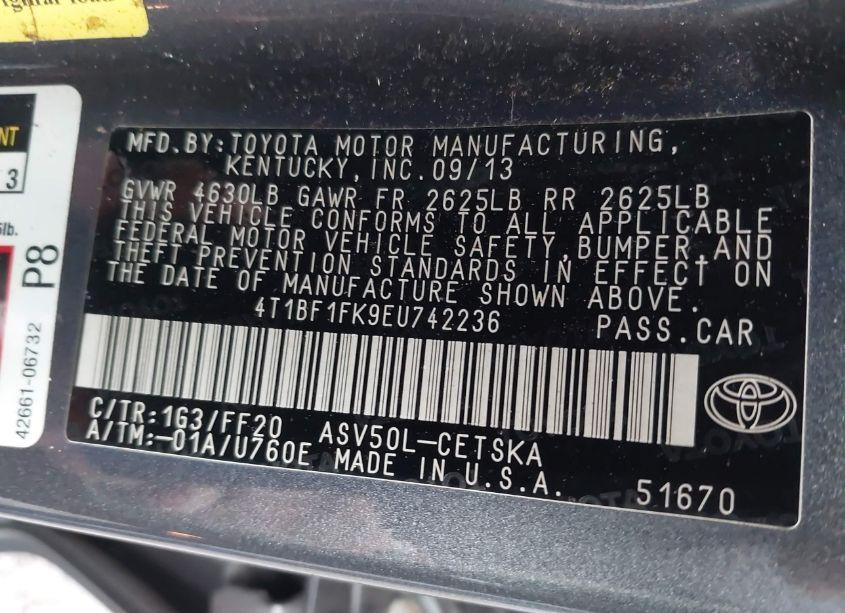 NT
3
lb.
P8
42661-06732
MFD.BY:TOYOTA MOTOR MANUFACTURING,
KENTUCKY,INC.09/13
GVWR 4630LB GAWR FR 2625LB RR 2625LB
THIS VEHICLE CONFORMS TO ALL APPLICABLE
FEDERAL MOTOR VEHICLE SAFETY,BUMPER,AND
THEFT PREVENTION STANDARDS IN EFFECT ON
THE DATE OF MANUFACTURE SHOWN ABOVE.
4T1BF1FK9EU742236 PASS.CAR
C/TR:1G3/FF20 ASV50L-CETSKA
A/TM:-01A/U760E MADE IN U.S.A.
51670